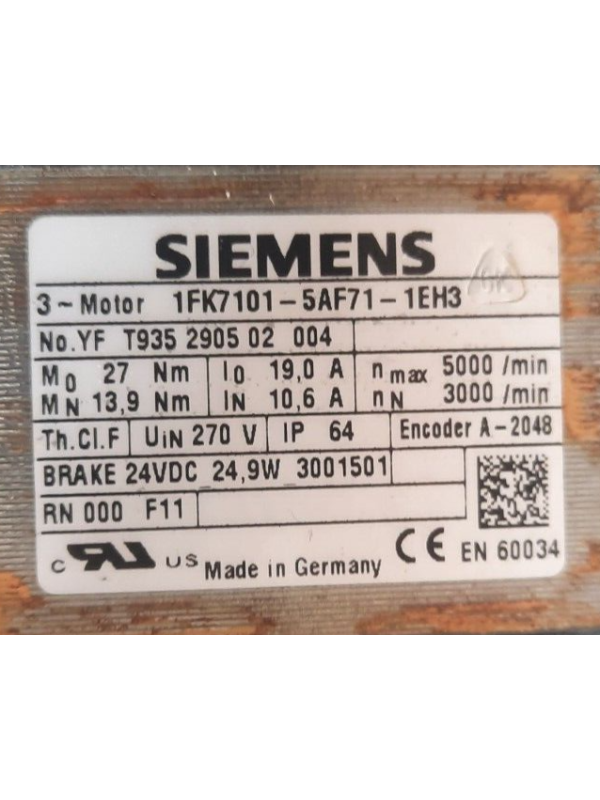 SIEMENS
3~Motor 1FK7101-5AF71-1EH3
No.YF T935 2905 02 004
M0 27 Nm I0 19,0 A nmax 5000 /min
MN 13,9 Nm IN 10,6 A nN 3000 /min
Th.Cl.F UIN 270 V IP 64 Encoder A-2048
BRAKE 24VDC 24,9W 3001501
RN 000 F11
c RU US Made in Germany CE EN 60034